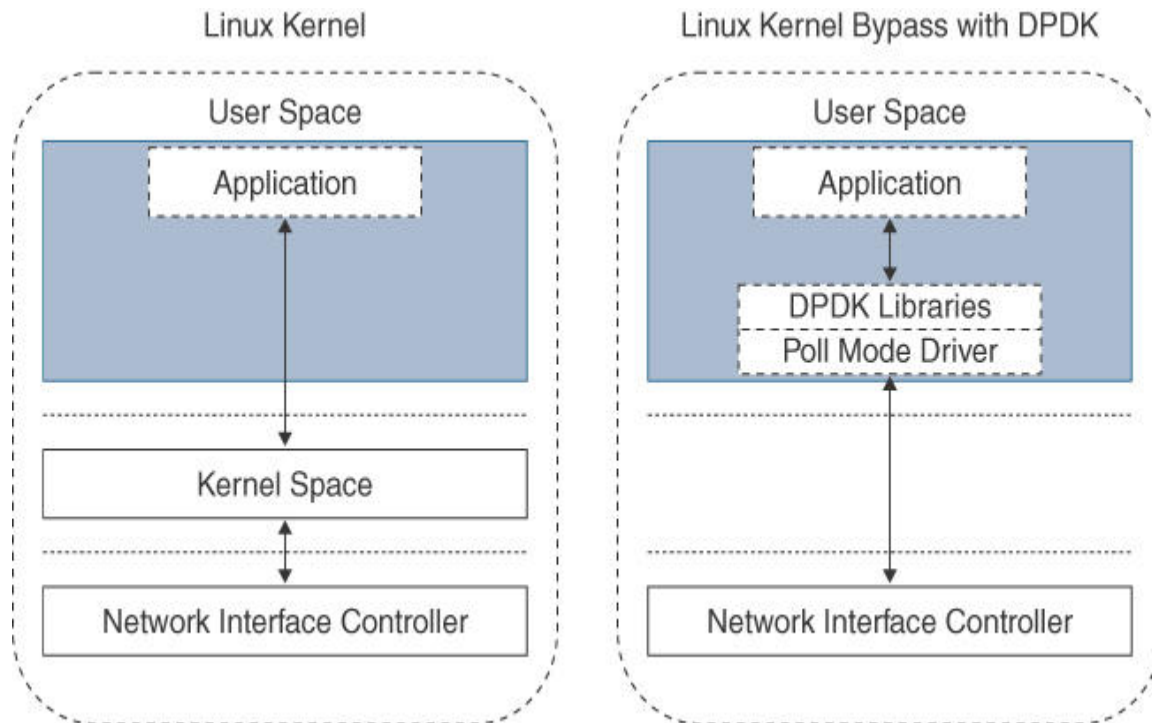 Linux Kernel
User Space
Application
Kernel Space
Network Interface Controller
Linux Kernel Bypass with DPDK
User Space
Application
DPDK Libraries
Poll Mode Driver
Network Interface Controller